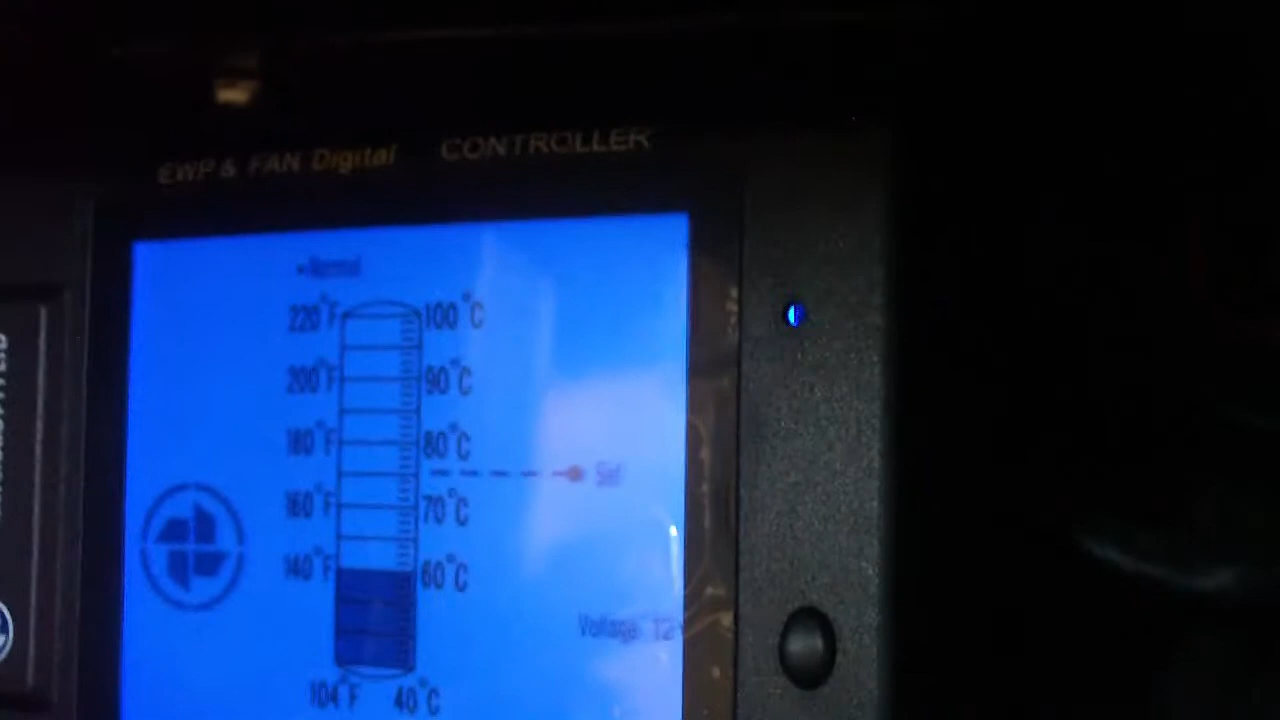 EWP & FAN Digital CONTROLLER
Normal
220°F 100°C
200°F 90°C
180°F 80°C
Set
160°F 70°C
140°F 60°C
Voltage 12
104°F 40°C